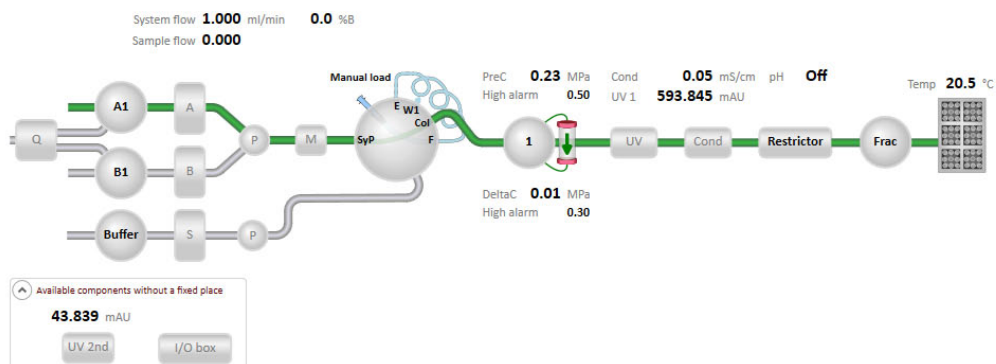 System flow 1.000 ml/min 0.0 %B
Sample flow 0.000
Manual load
PreC 0.23 MPa Cond 0.05 mS/cm pH Off
High alarm 0.50 UV 1 593.845 mAU
Temp 20.5 °C
A1 A
E W1
Col
Q P M SyP F 1 UV Cond Restrictor Frac
B1 B
DeltaC 0.01 MPa
High alarm 0.30
Buffer S P
Available components without a fixed place
43.839 mAU
UV 2nd I/O box